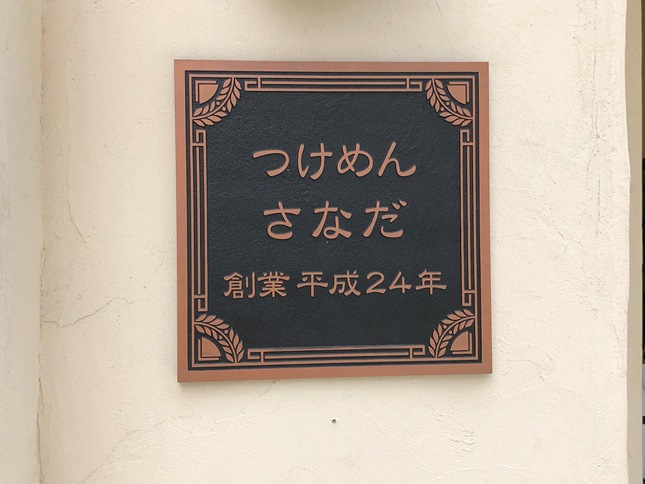 つけめん
さなだ
創業 平成24年